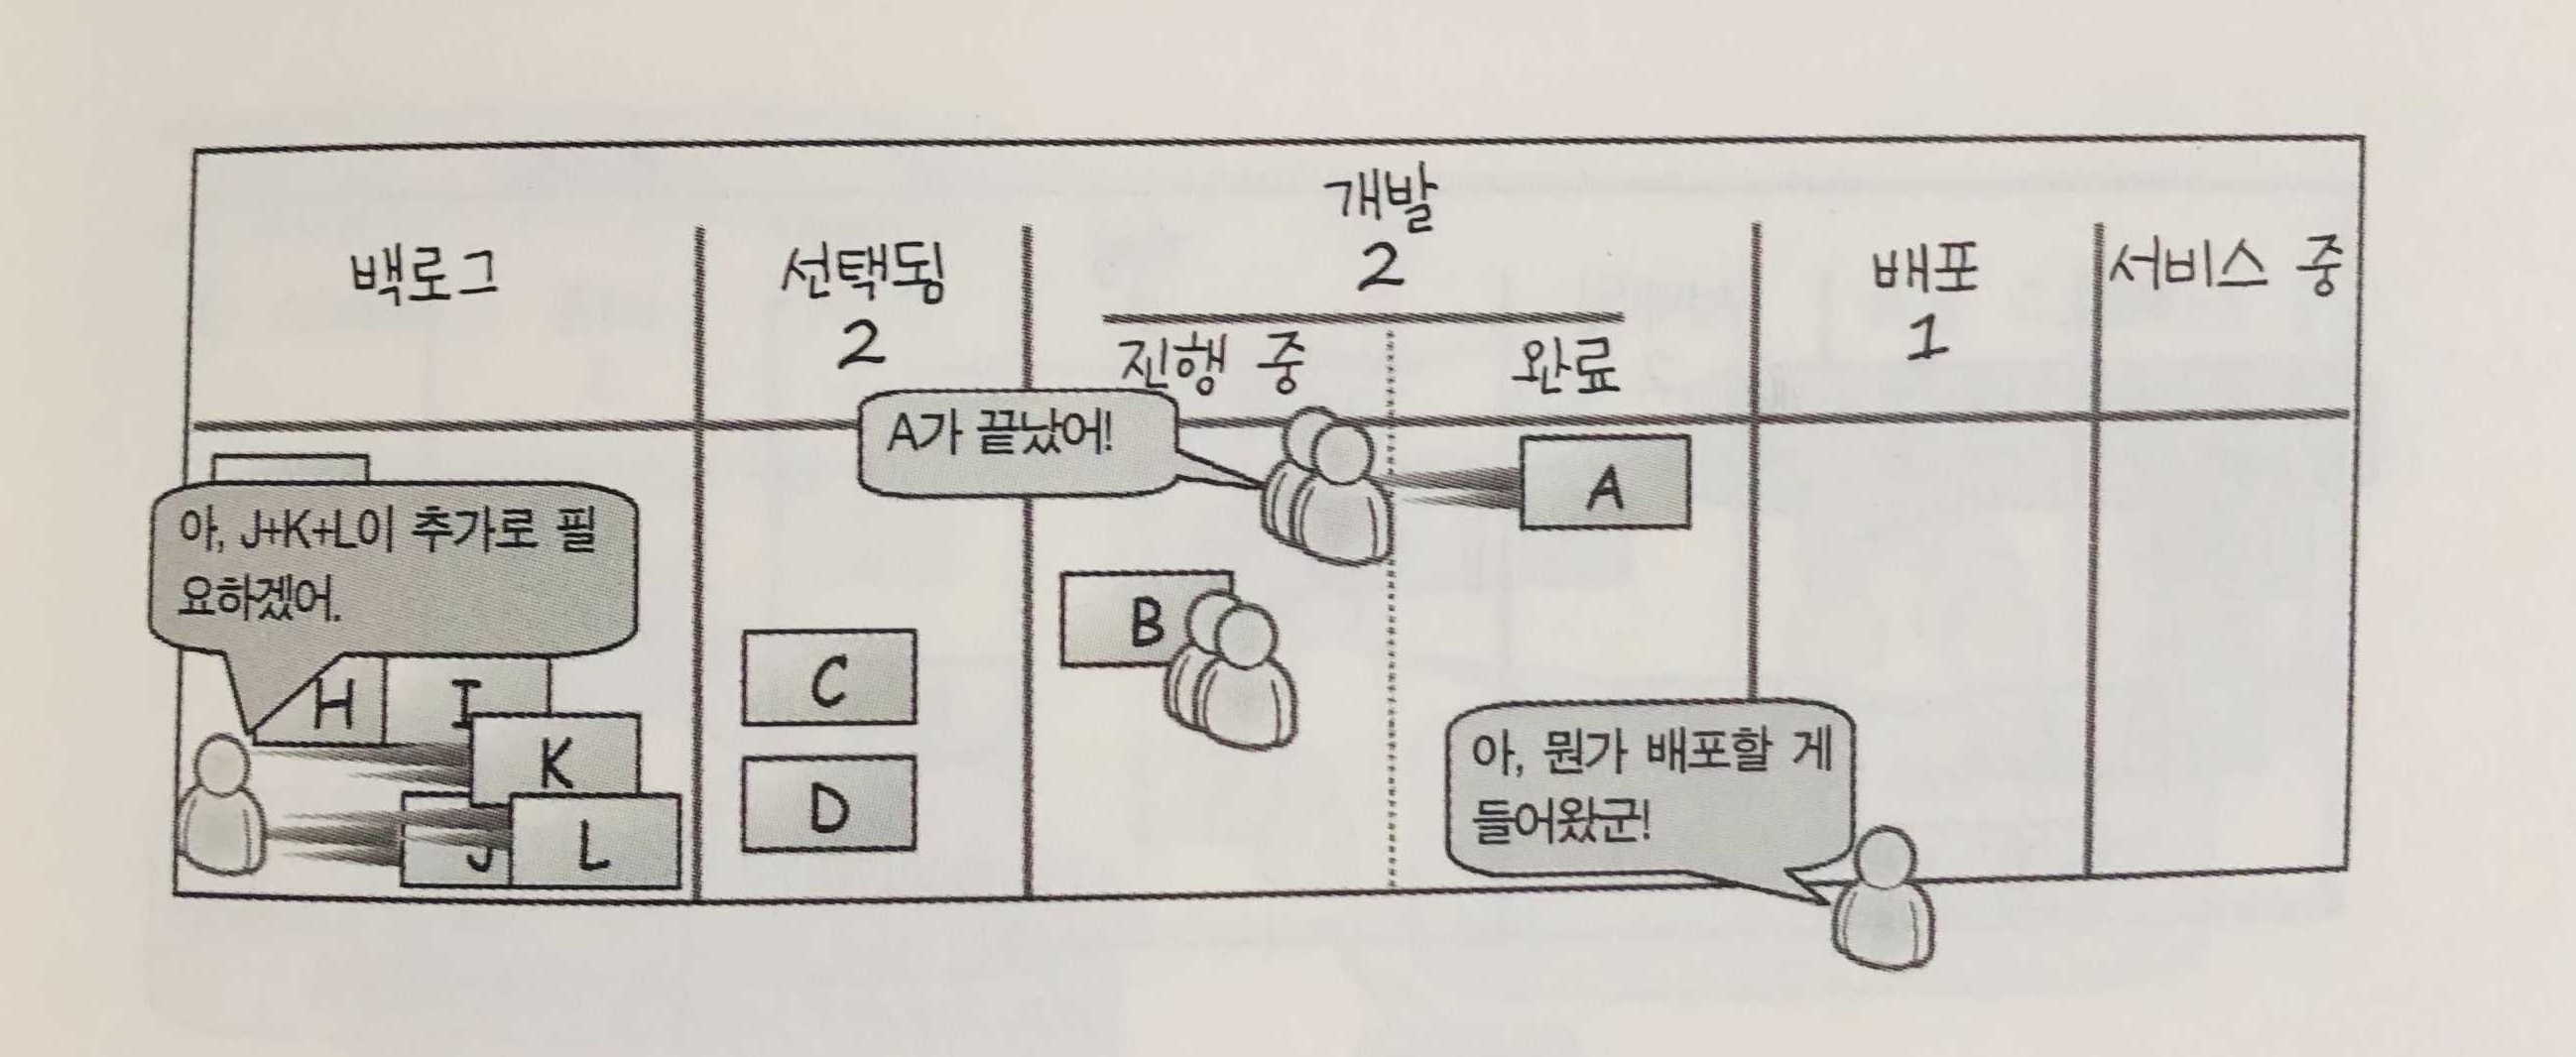 개발
2
백로그
선택됨
2
배포
1
서비스 중
진행 중
완료
A가 끝났어!
A
아, J+K+L이 추가로 필
요하겠어.
B
H
I
C
K
D
J
L
아, 뭔가 배포할 게
들어왔군!